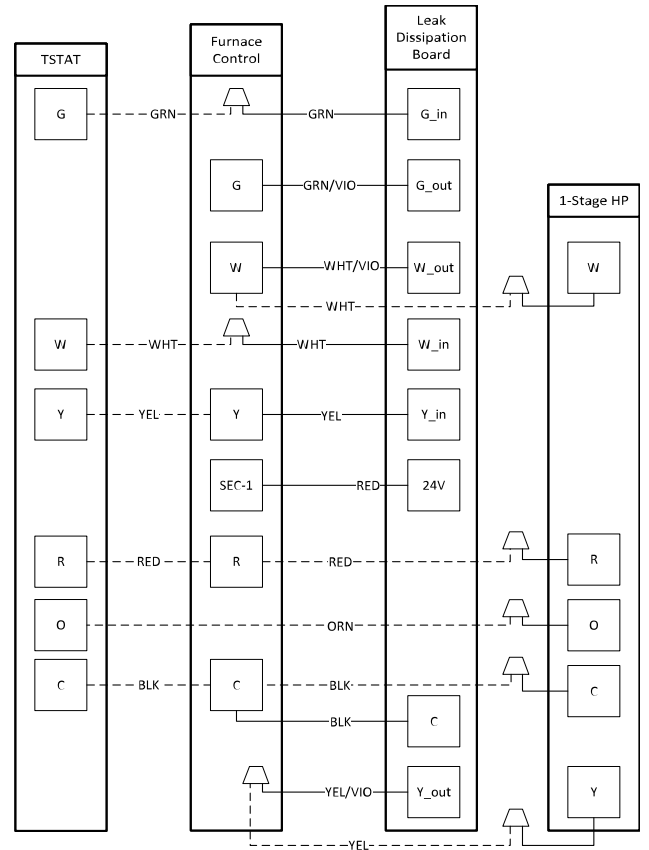 Leak
Dissipation
Board
Furnace
Control
TSTAT
G
GRN
GRN
G_in
G
GRN/VIO
G_out
1-Stage HP
W
WHT/VIO
W_out
W
WHT
W
WHT
WHT
W_in
Y
YEL
Y
YEL
Y_in
SEC-1
RED
24V
R
RED
R
RED
R
O
ORN
O
C
BLK
C
BLK
C
BLK
C
YEL/VIO
Y_out
Y
YEL